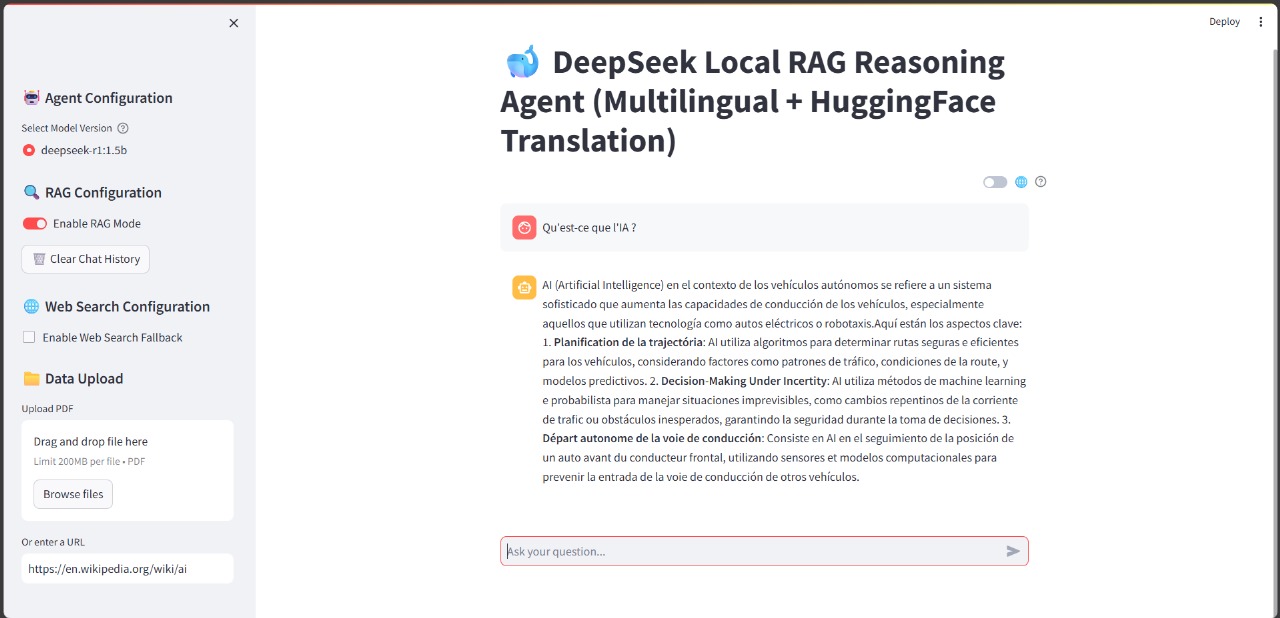 Deploy
Agent Configuration
Select Model Version
deepseek-r1:1.5b
RAG Configuration
Enable RAG Mode
Clear Chat History
Web Search Configuration
Enable Web Search Fallback
Data Upload
Upload PDF
Drag and drop file here
Limit 200MB per file • PDF
Browse files
Or enter a URL
https://en.wikipedia.org/wiki/ai
DeepSeek Local RAG Reasoning
Agent (Multilingual + HuggingFace
Translation)
Qu'est-ce que l'IA ?
AI (Artificial Intelligence) en el contexto de los vehículos autónomos se refiere a un sistema
sofisticado que aumenta las capacidades de conducción de los vehículos, especialmente
aquellos que utilizan tecnología como autos eléctricos o robotaxis.Aquí están los aspectos clave:
1. Planification de la trajectória: AI utiliza algoritmos para determinar rutas seguras e eficientes
para los vehículos, considerando factores como patrones de tráfico, condiciones de la route, y
modelos predictivos. 2. Decision-Making Under Incertity: AI utiliza métodos de machine learning
e probabilista para manejar situaciones imprevisibles, como cambios repentinos de la corriente
de trafic ou obstáculos inesperados, garantindo la seguridad durante la toma de decisiones. 3.
Départ autonome de la voie de conducción: Consiste en AI en el seguimiento de la posición de
un auto avant du conducteur frontal, utilizando sensores et modelos computacionales para
prevenir la entrada de la voie de conducción de otros vehículos.
Ask your question...